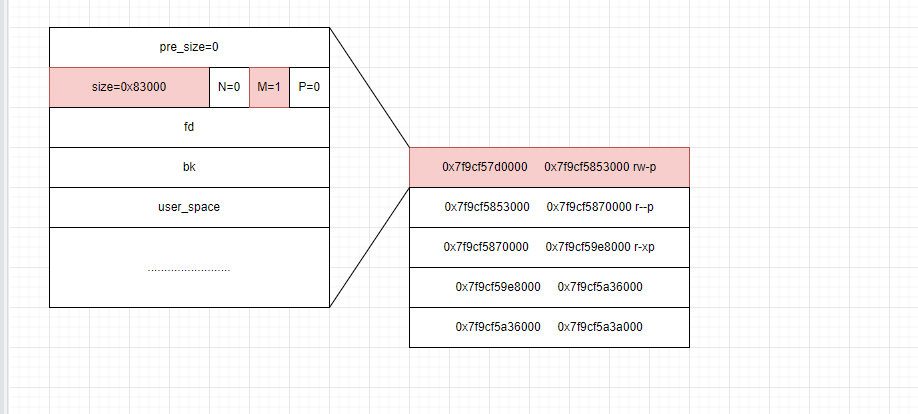 pre_size=0
size=0x83000 N=0 M=1 P=0
fd
bk
user_space
.........................
0x7f9cf57d0000 0x7f9cf5853000 rw-p
0x7f9cf5853000 0x7f9cf5870000 r--p
0x7f9cf5870000 0x7f9cf59e8000 r-xp
0x7f9cf59e8000 0x7f9cf5a36000
0x7f9cf5a36000 0x7f9cf5a3a000